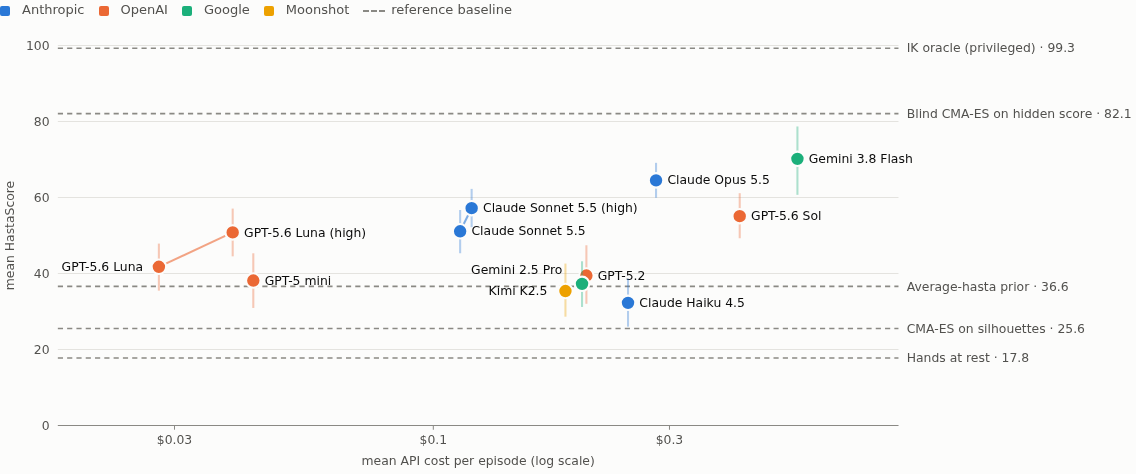 Anthropic
OpenAI
Google
Moonshot
reference baseline
mean HastaScore
100
80
60
40
20
0
IK oracle (privileged) · 99.3
Blind CMA-ES on hidden score · 82.1
Gemini 3.8 Flash
Claude Opus 5.5
Claude Sonnet 5.5 (high)
GPT-5.6 Sol
GPT-5.6 Luna (high)
Claude Sonnet 5.5
GPT-5.6 Luna
Gemini 2.5 Pro
GPT-5.2
GPT-5 mini
Kimi K2.5
Average-hasta prior · 36.6
Claude Haiku 4.5
CMA-ES on silhouettes · 25.6
Hands at rest · 17.8
$0.03
$0.1
$0.3
mean API cost per episode (log scale)